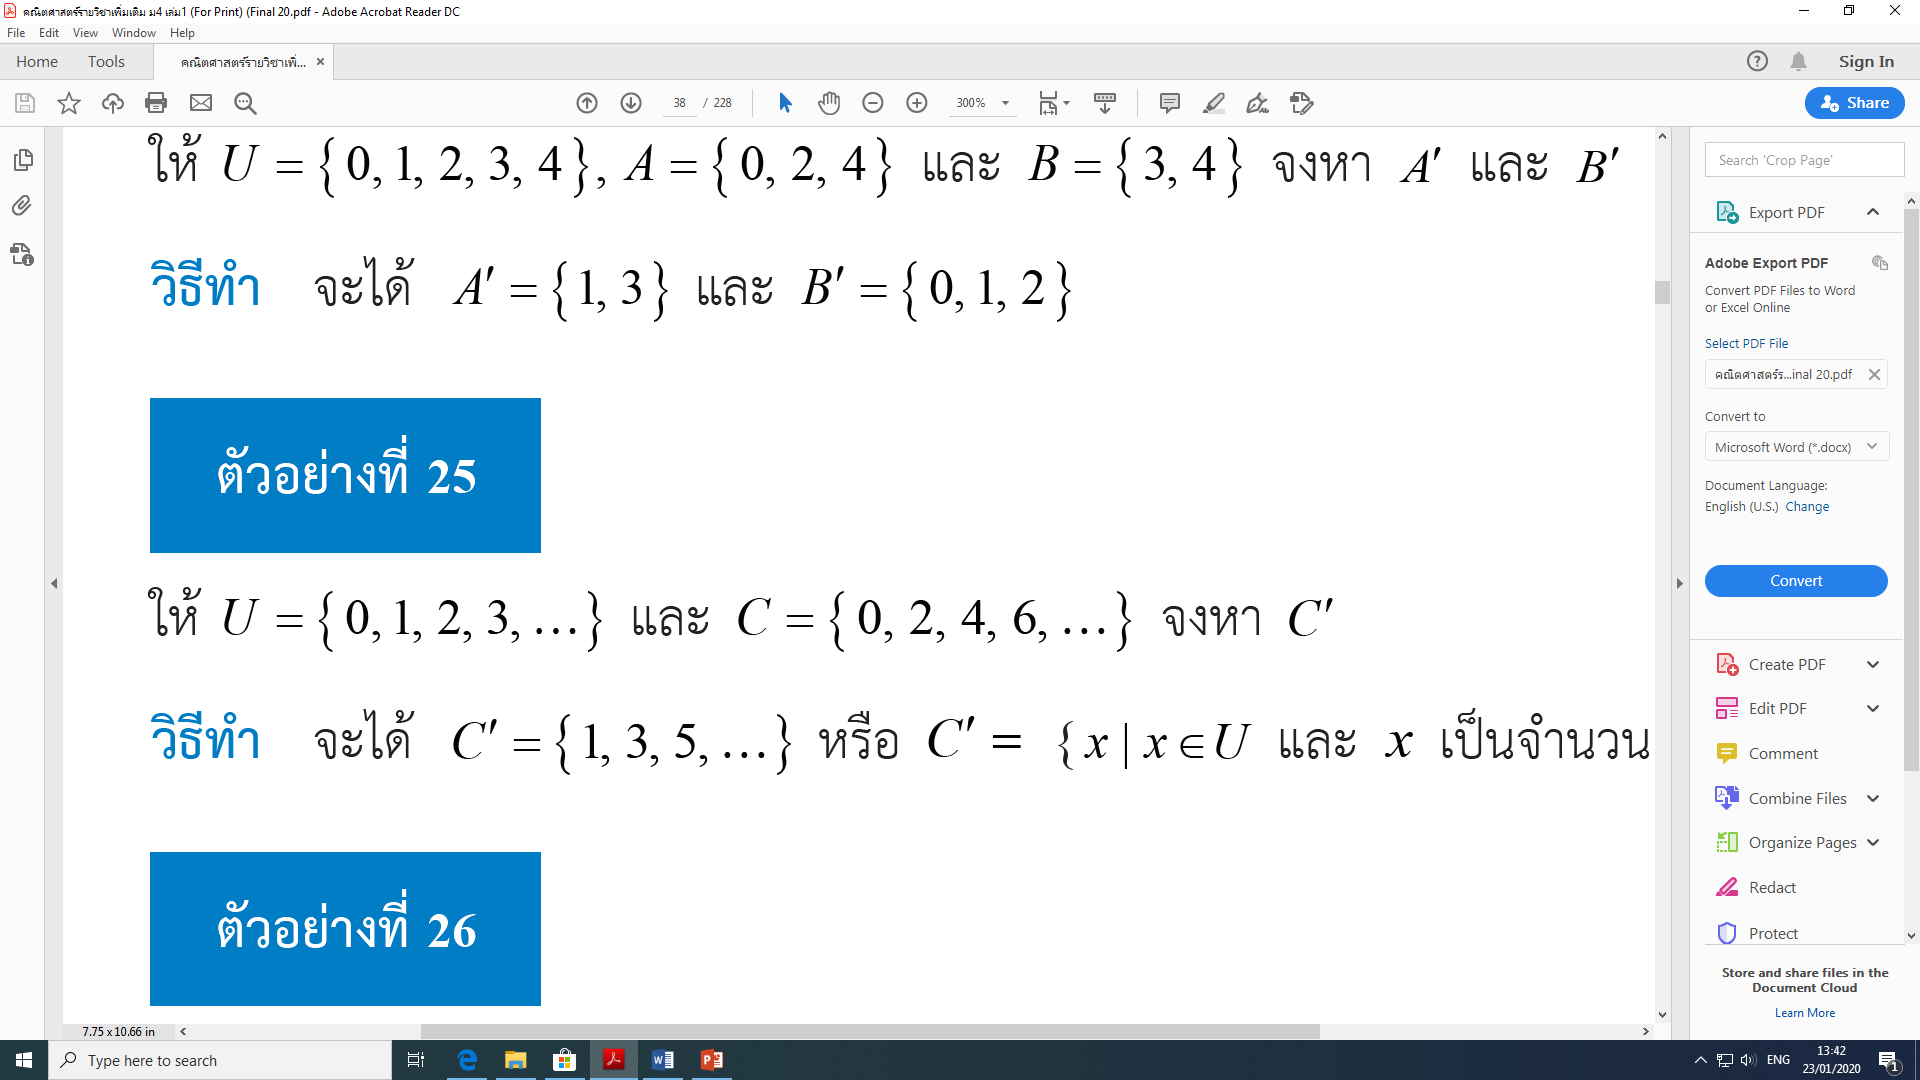 คณิตศาสตร์รายวิชาเพิ่มเติม ม4 เล่ม1 (For Print) (Final 20.pdf - Adobe Acrobat Reader DC
File Edit View Window Help
Home Tools คณิตศาสตร์รายวิชาเพิ่... × Sign In
38 / 228 300% Share
ให้ U = {0, 1, 2, 3, 4}, A = {0, 2, 4} และ B = {3, 4} จงหา A′ และ B′
วิธีทำ จะได้ A′ = {1, 3} และ B′ = {0, 1, 2}
ตัวอย่างที่ 25
ให้ U = {0, 1, 2, 3, …} และ C = {0, 2, 4, 6, …} จงหา C′
วิธีทำ จะได้ C′ = {1, 3, 5, …} หรือ C′ = {x | x ∈ U และ x เป็นจำนวน
ตัวอย่างที่ 26
7.75 x 10.66 in
Search 'Crop Page'
Export PDF
Adobe Export PDF
Convert PDF Files to Word
or Excel Online
Select PDF File
คณิตศาสตร์ร...inal 20.pdf
Convert to
Microsoft Word (*.docx)
Document Language:
English (U.S.) Change
Convert
Create PDF
Edit PDF
Comment
Combine Files
Organize Pages
Redact
Protect
Store and share files in the
Document Cloud
Learn More
Type here to search
ENG
13:42
23/01/2020
1